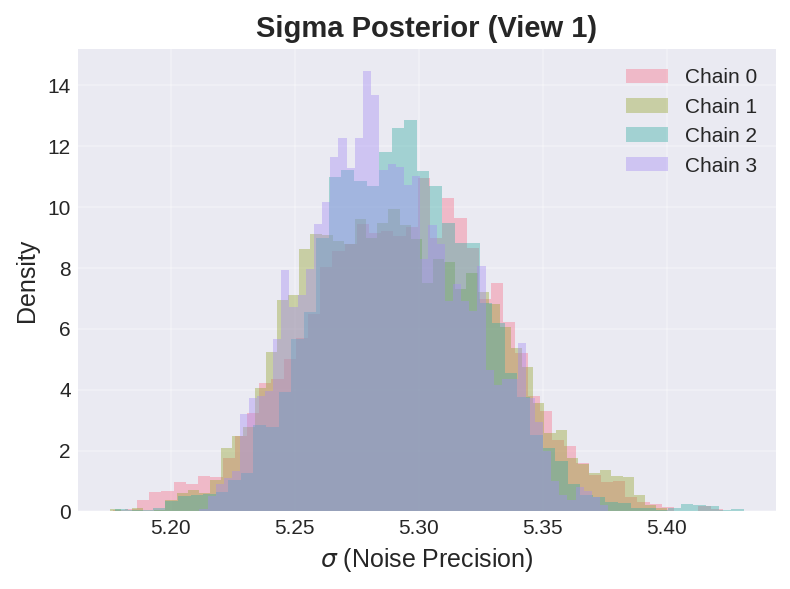 Sigma Posterior (View 1)
Chain 0
Chain 1
Chain 2
Chain 3
14
12
10
8
6
4
2
0
Density
5.20 5.25 5.30 5.35 5.40
σ (Noise Precision)